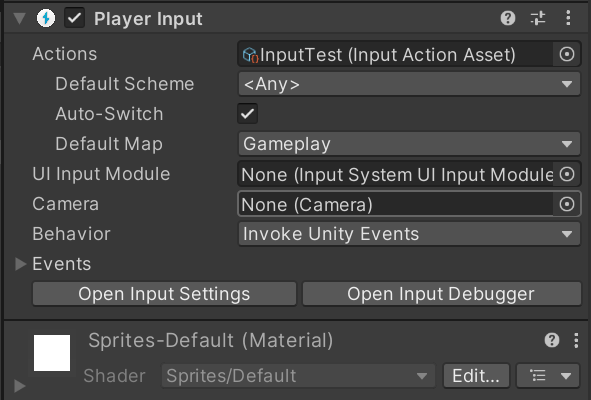 Player Input
Actions InputTest (Input Action Asset)
Default Scheme <Any>
Auto-Switch
Default Map Gameplay
UI Input Module None (Input System UI Input Module
Camera None (Camera)
Behavior Invoke Unity Events
Events
Open Input Settings Open Input Debugger
Sprites-Default (Material)
Shader Sprites/Default Edit...